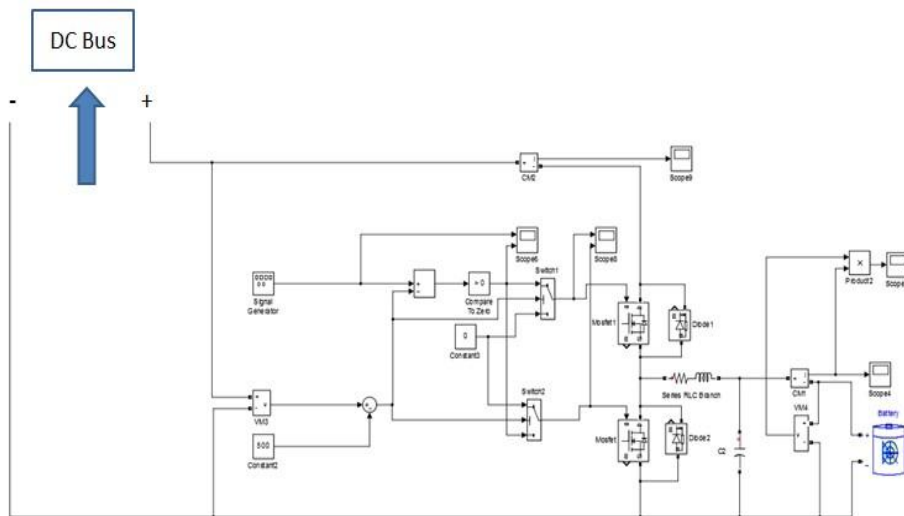 DC Bus
- +
CM2
Scope9
Scope6
Scope8
Switch1
Signal
Generator
> 0
Compare
To Zero
Product2
Scope
0
Constant3
Mosfet1
Diode1
Series RLC Branch
CM1
Scope4
VM3
Switch2
VM4
Battery
500
Constant2
Mosfet
Diode2
C2